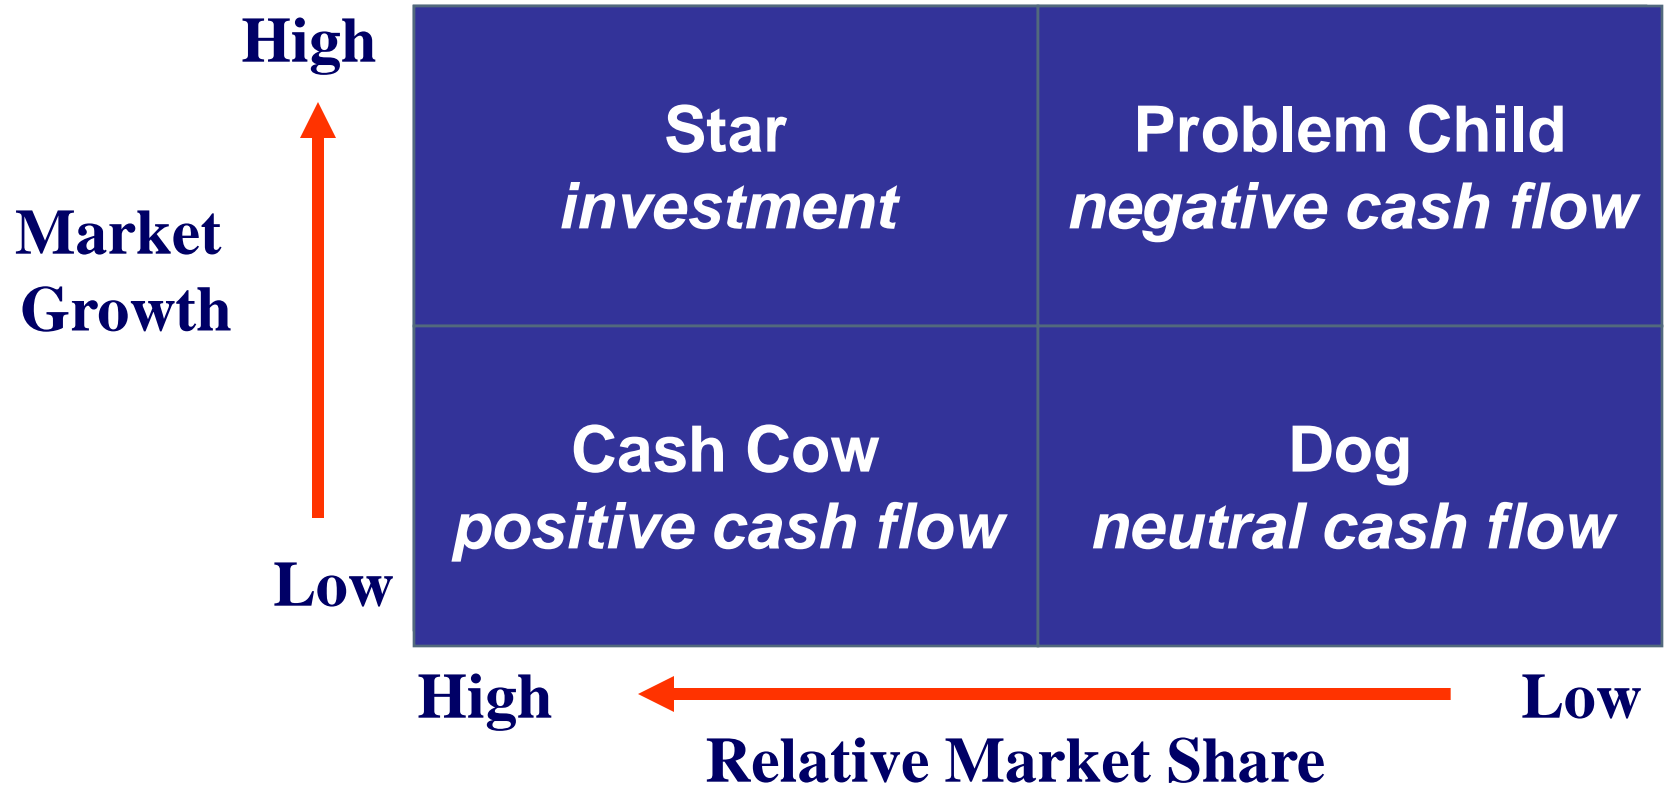 High
Star
investment
Problem Child
negative cash flow
Market
Growth
Cash Cow
positive cash flow
Dog
neutral cash flow
Low
High
Low
Relative Market Share